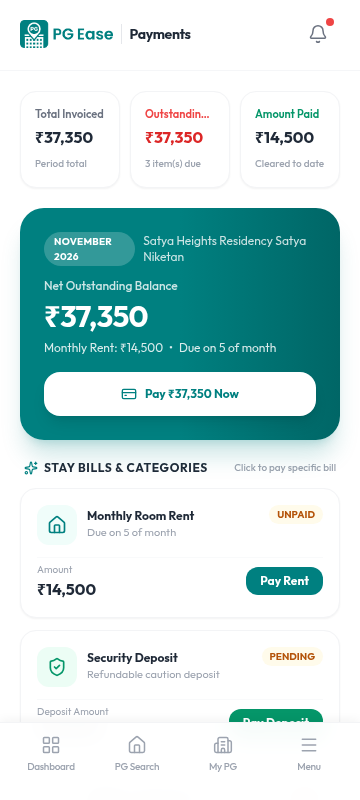 PG Ease
Payments
Total Invoiced
₹37,350
Period total
Outstandin...
₹37,350
3 item(s) due
Amount Paid
₹14,500
Cleared to date
NOVEMBER
2026
Satya Heights Residency Satya
Niketan
Net Outstanding Balance
₹37,350
Monthly Rent: ₹14,500 • Due on 5 of month
Pay ₹37,350 Now
STAY BILLS & CATEGORIES
Click to pay specific bill
Monthly Room Rent
Due on 5 of month
UNPAID
Amount
₹14,500
Pay Rent
Security Deposit
Refundable caution deposit
PENDING
Deposit Amount
Pay Deposit
Dashboard
PG Search
My PG
Menu